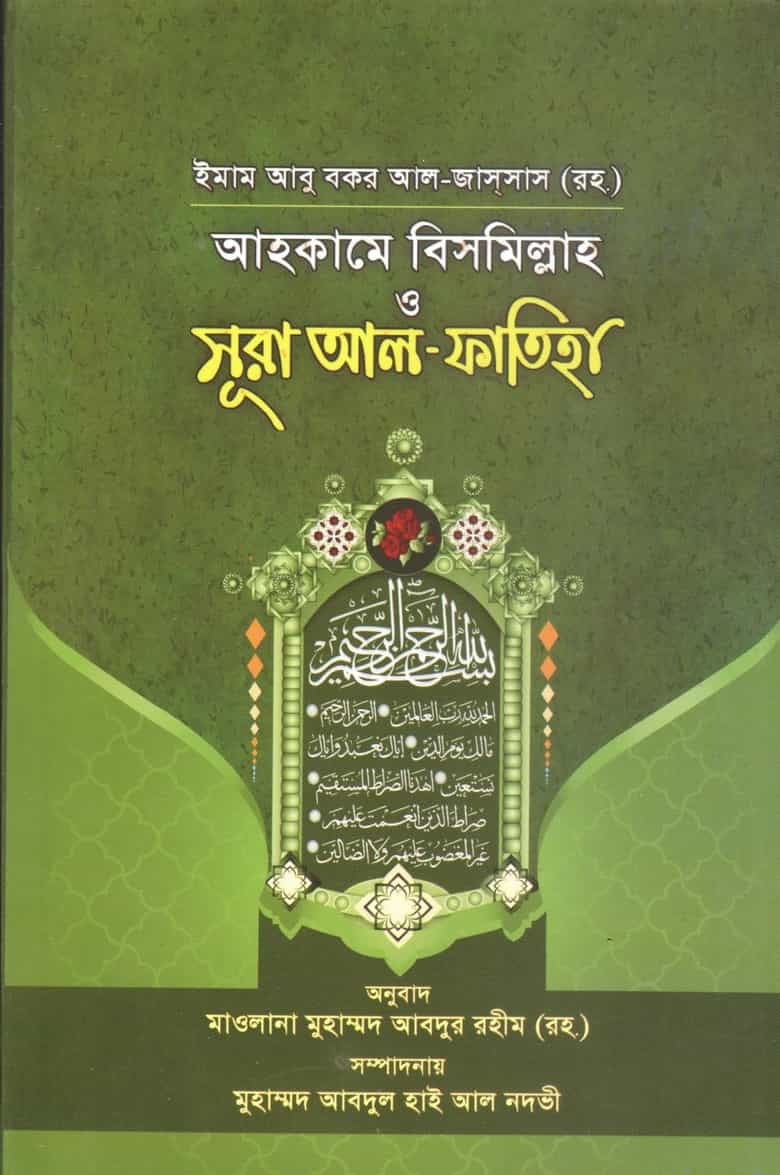 ইমাম আবু বকর আল-জাস্সাস (রহ.)
আহকামে বিসমিল্লাহ
ও
সূরা আল-ফাতিহা
بسم الله الرحمن الرحيم
الحمد لله رب العالمين • الرحمن الرحيم •
مالك يوم الدين • إياك نعبد وإياك
نستعين • اهدنا الصراط المستقيم •
صراط الذين أنعمت عليهم •
غير المغضوب عليهم ولا الضالين •
অনুবাদ
মাওলানা মুহাম্মদ আবদুর রহীম (রহ.)
সম্পাদনায়
মুহাম্মদ আবদুল হাই আল নদভী